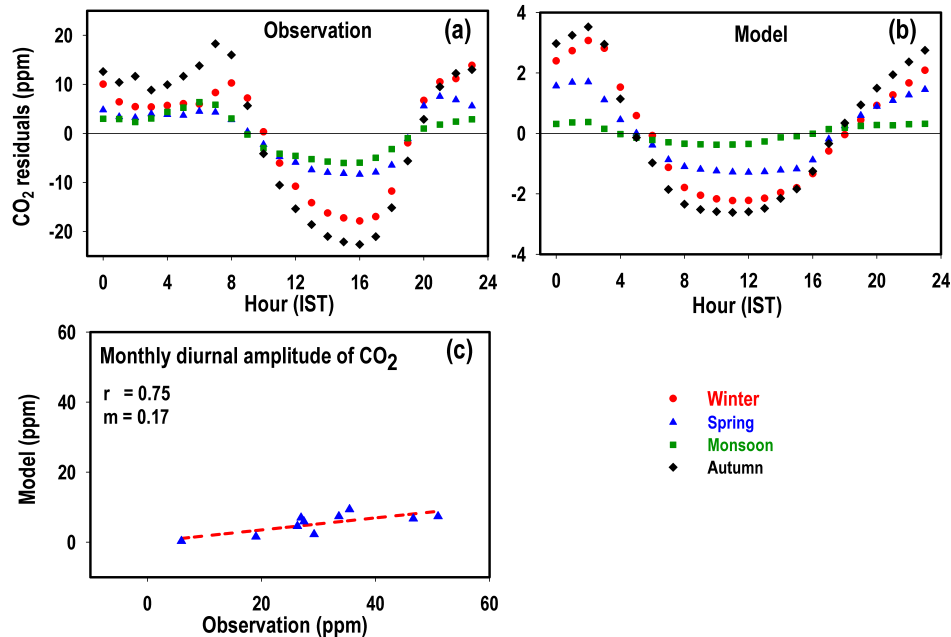 Observation
(a)
CO2 residuals (ppm)
20
10
0
-10
-20
0
4
8
12
16
20
24
Hour (IST)
Model
(b)
4
2
0
-2
-4
0
4
8
12
16
20
24
Hour (IST)
Monthly diurnal amplitude of CO2
(c)
r = 0.75
m = 0.17
Model (ppm)
60
40
20
0
0
20
40
60
Observation (ppm)
Winter
Spring
Monsoon
Autumn